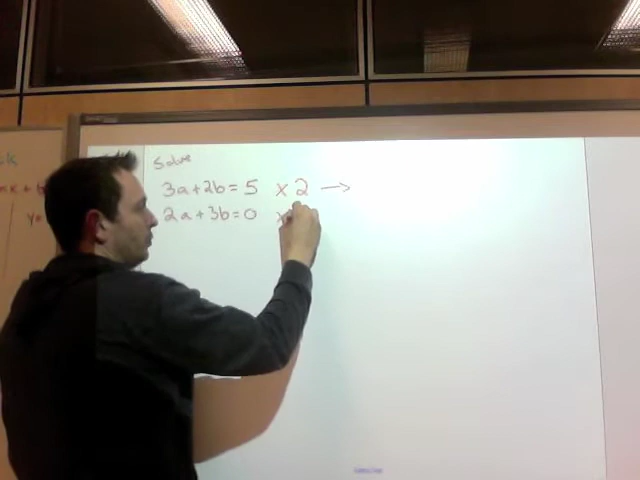 Solve
3a+2b=5 x 2 →
2a+3b=0 x